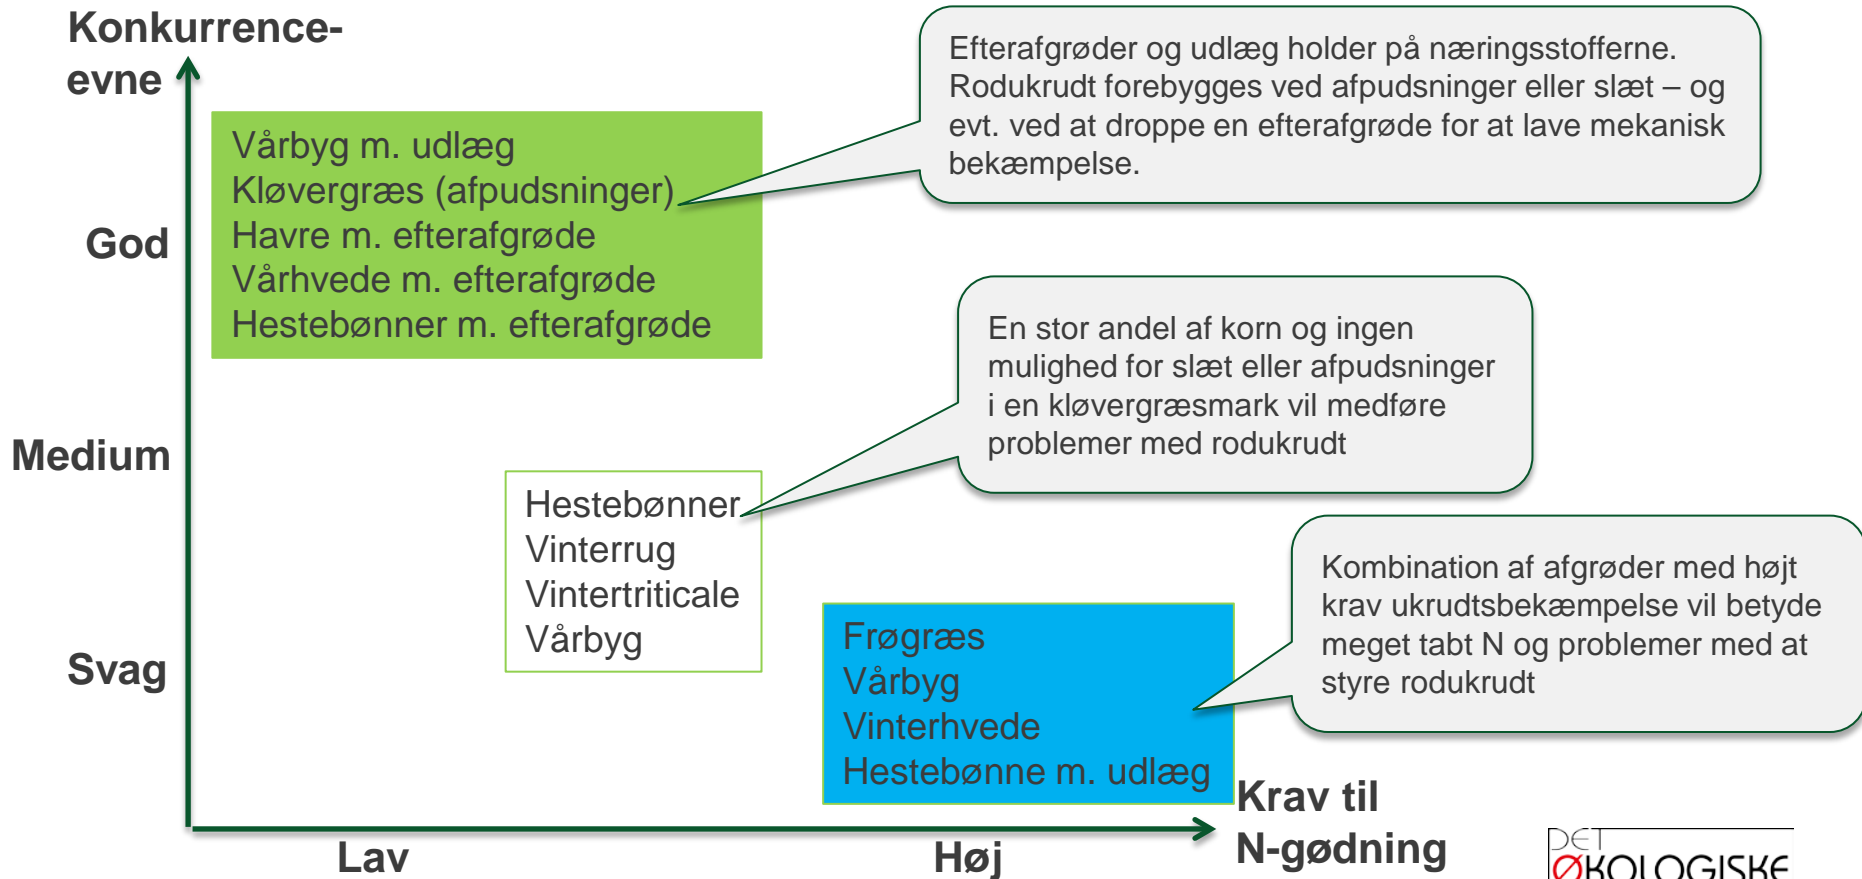 Konkurrence-
evne
Efterafgrøder og udlæg holder på næringsstofferne.
Rodukrudt forebygges ved afpudsninger eller slæt – og
evt. ved at droppe en efterafgrøde for at lave mekanisk
bekæmpelse.
Vårbyg m. udlæg
Kløvergræs (afpudsninger)
Havre m. efterafgrøde
Vårhvede m. efterafgrøde
Hestebønner m. efterafgrøde
God
En stor andel af korn og ingen
mulighed for slæt eller afpudsninger
i en kløvergræsmark vil medføre
problemer med rodukrudt
Medium
Hestebønner
Vinterrug
Vintertriticale
Vårbyg
Kombination af afgrøder med højt
krav ukrudtsbekæmpelse vil betyde
meget tabt N og problemer med at
styre rodukrudt
Svag
Frøgræs
Vårbyg
Vinterhvede
Hestebønne m. udlæg
Krav til
N-gødning
Lav
Høj
DET
ØKOLOGISKE